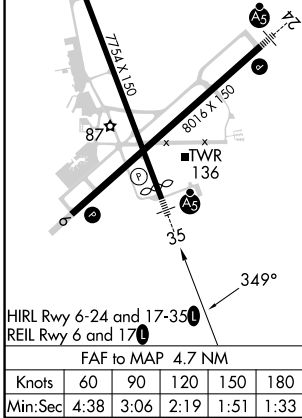 A5
24
7754 X 150
P
8016 X 150
87
x x
TWR
136
P
6
P
A5
35
349°
HIRL Rwy 6-24 and 17-35 L
REIL Rwy 6 and 17 L
FAF to MAP 4.7 NM
Knots 60 90 120 150 180
Min:Sec 4:38 3:06 2:19 1:51 1:33